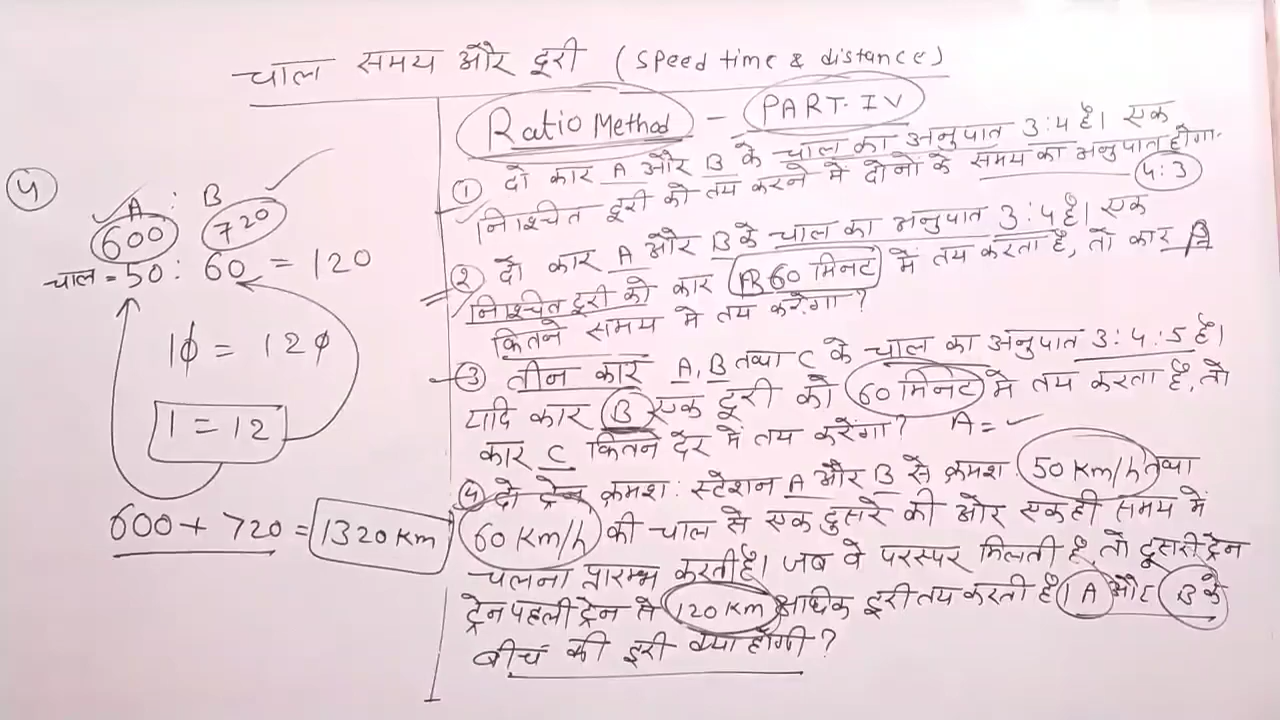 चाल समय और दूरी (Speed time & distance)
Ratio Method - PART-IV
① दो कार A और B के चाल का अनुपात 3:4 है। एक
निश्चित दूरी को तय करने में दोनो के समय का अनुपात होगा.
4:3
② दो कार A और B के चाल का अनुपात 3:4 है। एक
निश्चित दूरी को कार 60 मिनट में तय करता है, तो कार
कितने समय में तय करेगा?
③ तीन कार A, B तथा C के चाल का अनुपात 3:4:5 है।
यदि कार B एक दूरी को 60 मिनट में तय करता है, तो
कार C कितने देर में तय करेंगा? A = ✓
④ दो ट्रेन क्रमश: स्टेशन A और B से क्रमश: 50 Km/h तथा
60 Km/h की चाल से एक दुसरे की ओर एक ही समय में
चलना प्रारम्भ करती है। जब वे परस्पर मिलती है, तो दूसरी ट्रेन
ट्रेन पहली ट्रेन से 120 Km अधिक दूरी तय करती है। A और B के
बीच की दूरी क्या होगी?
④
A : B
600 720
चाल = 50 : 60 = 120
10 = 120
1 = 12
600 + 720 = 1320 Km